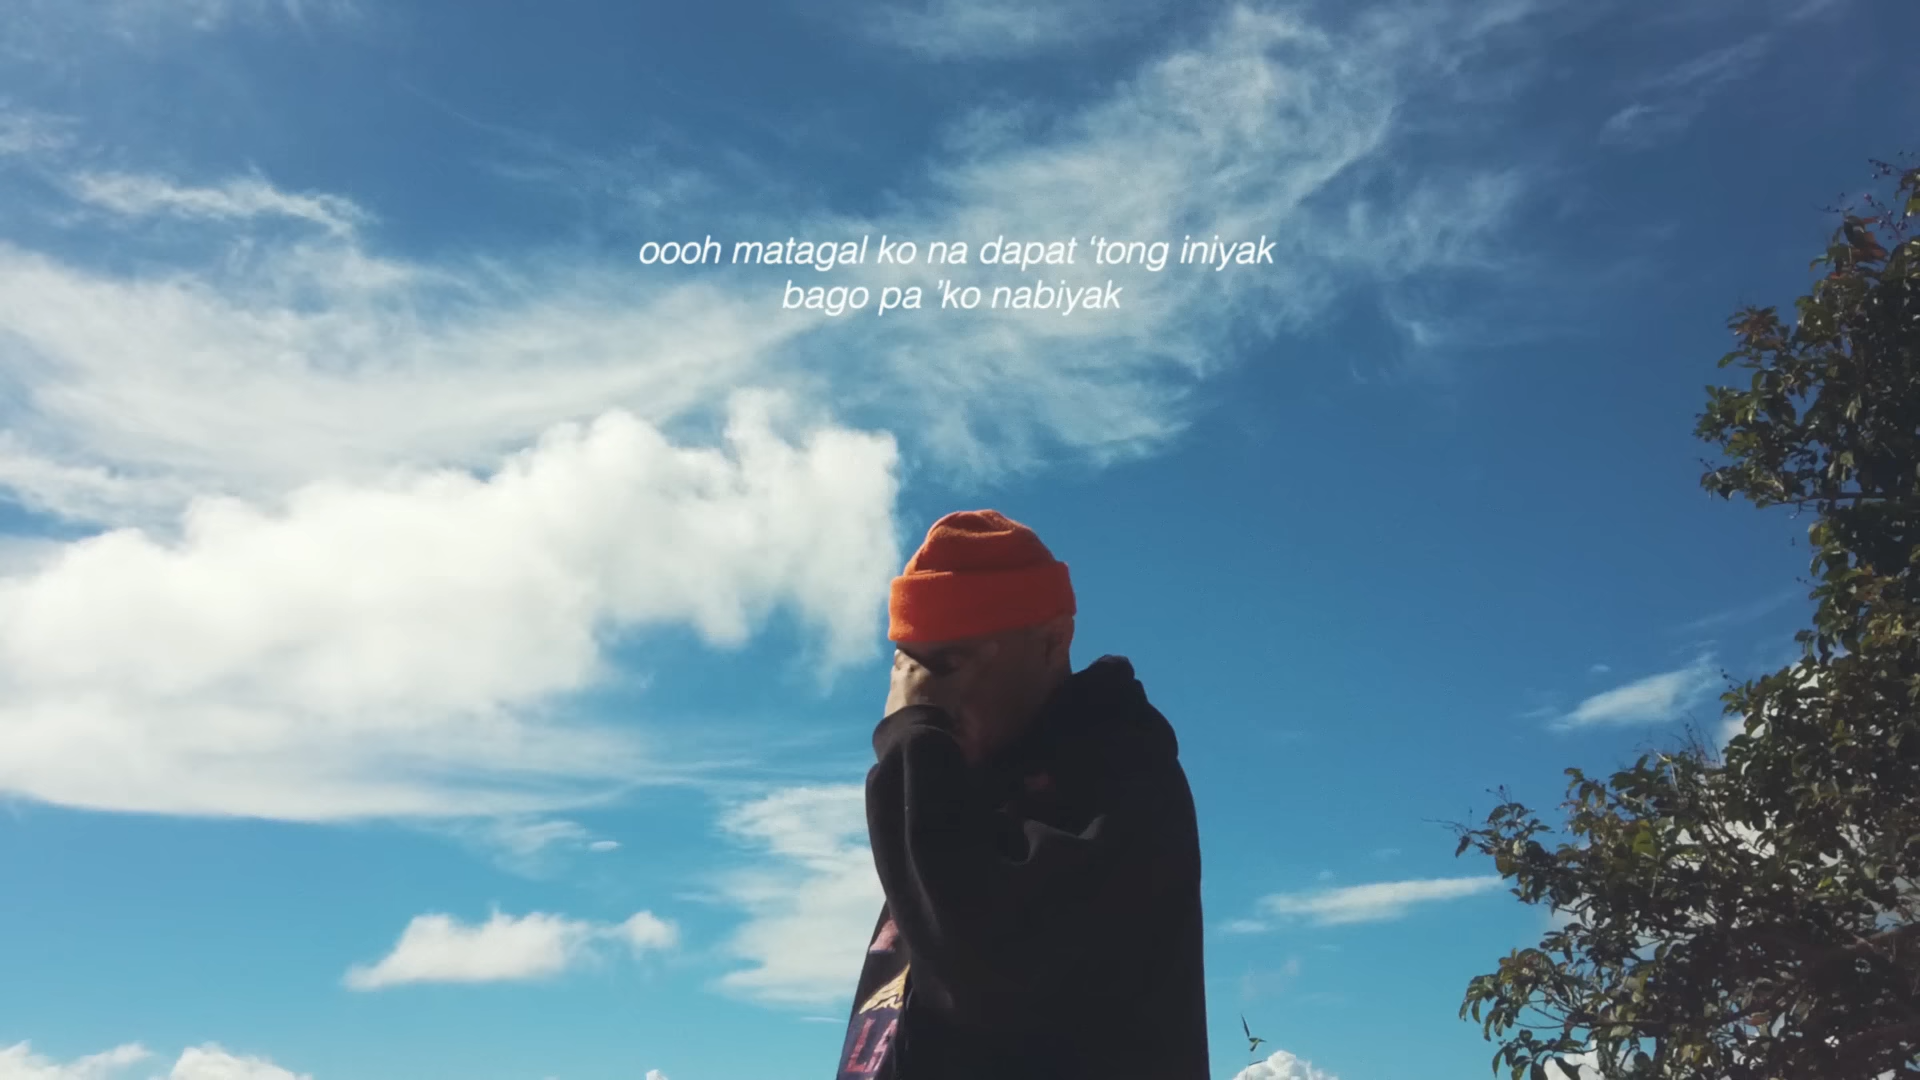 oooh matagal ko na dapat ‘tong iniyak
bago pa ’ko nabiyak